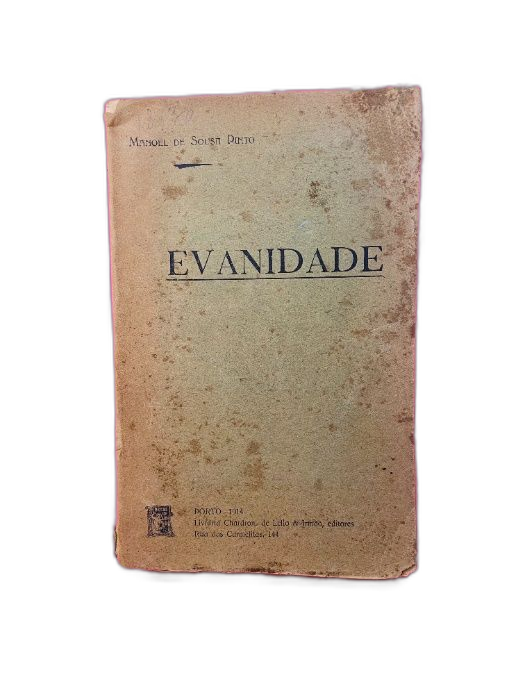 Manoel de Sousa Pinto
EVANIDADE
PORTO, 1914
Livraria Chardron, de Lello & Irmão, editores
Rua das Carmelitas, 144